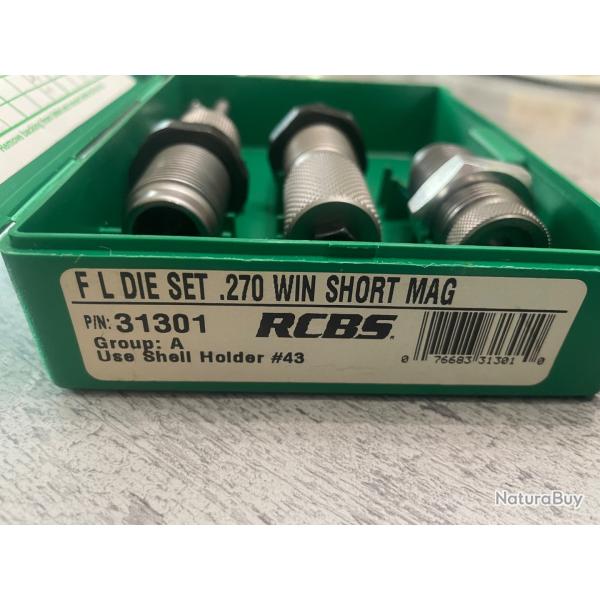 F L DIE SET .270 WIN SHORT MAG
P/N: 31301
Group: A
Use Shell Holder #43
RCBS.
0 76683 31301 0
NaturaBuy